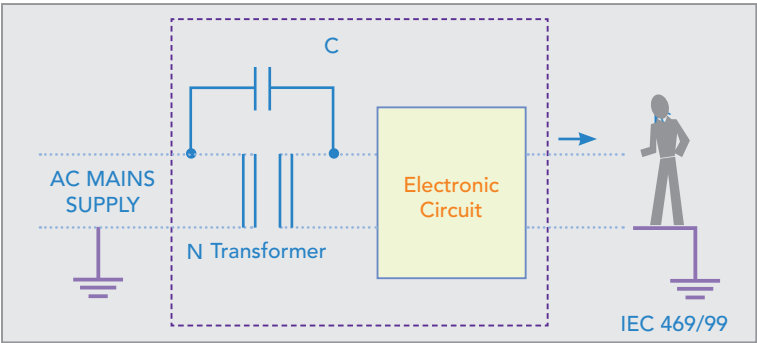 C
AC MAINS
SUPPLY
Electronic
Circuit
N Transformer
IEC 469/99